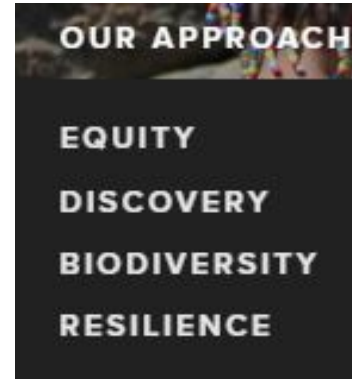 OUR APPROACH
EQUITY
DISCOVERY
BIODIVERSITY
RESILIENCE